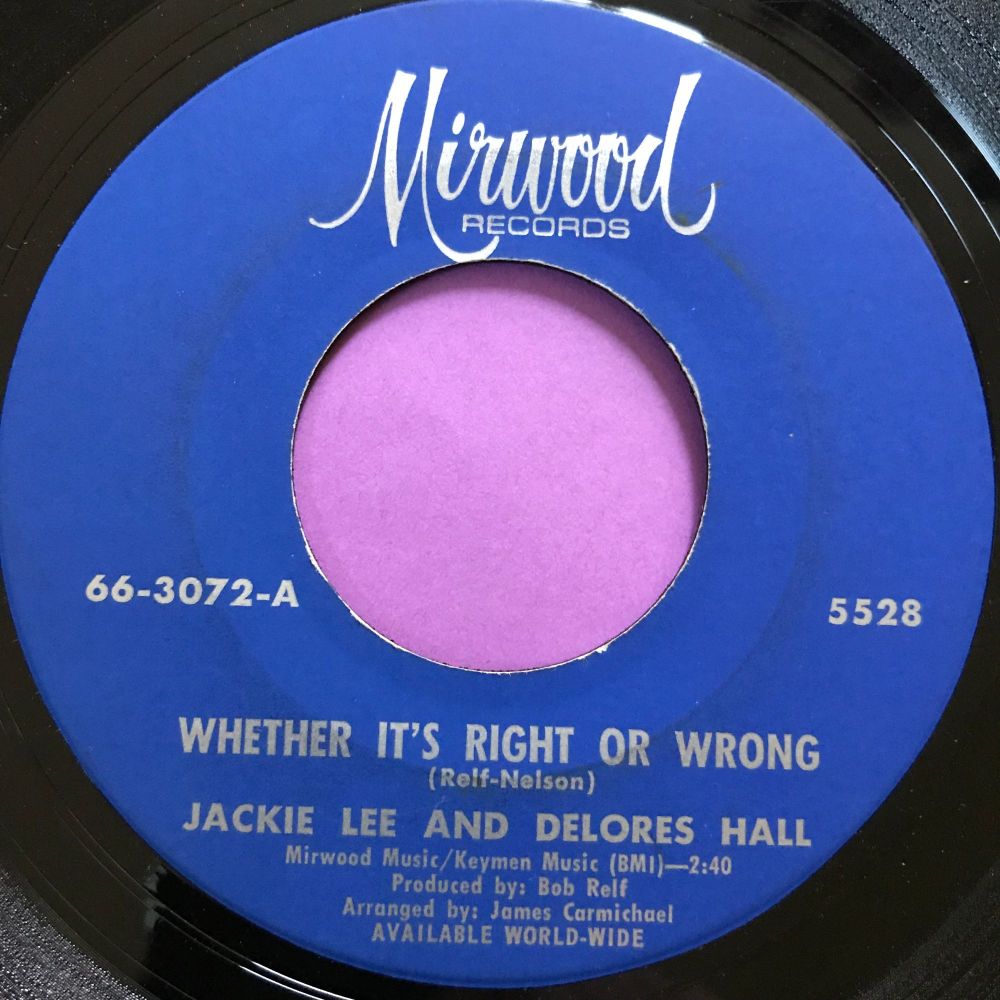 Mirwood
RECORDS
66-3072-A
5528
WHETHER IT'S RIGHT OR WRONG
(Relf-Nelson)
JACKIE LEE AND DELORES HALL
Mirwood Music/Keymen Music (BMI)—2:40
Produced by: Bob Relf
Arranged by: James Carmichael
AVAILABLE WORLD-WIDE